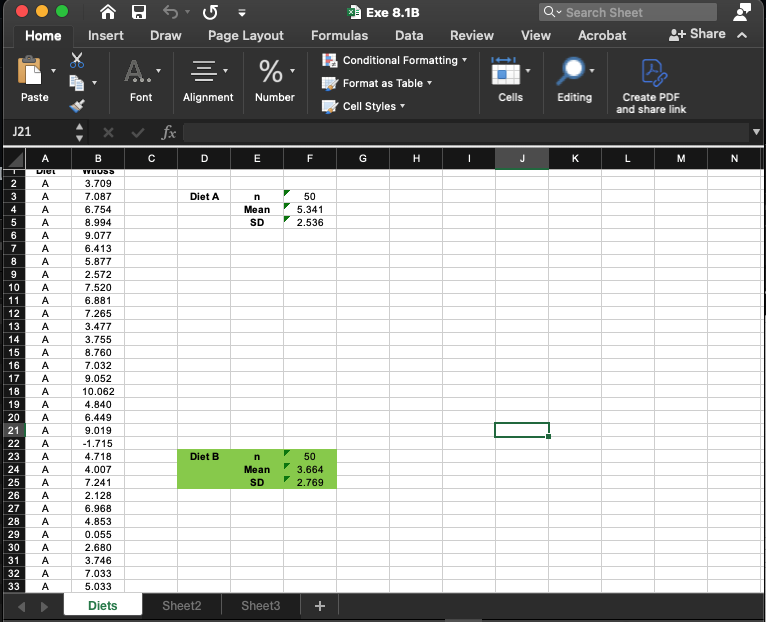 Exe 8.1B
Search Sheet
Home Insert Draw Page Layout Formulas Data Review View Acrobat Share
Paste
Font
Alignment
%
Number
Conditional Formatting
Format as Table
Cell Styles
Cells
Editing
Create PDF
and share link
J21 fx
A B C D E F G H I J K L M N
1 Diet Wtloss
2 A 3.709
3 A 7.087 Diet A n 50
4 A 6.754 Mean 5.341
5 A 8.994 SD 2.536
6 A 9.077
7 A 6.413
8 A 5.877
9 A 2.572
10 A 7.520
11 A 6.881
12 A 7.265
13 A 3.477
14 A 3.755
15 A 8.760
16 A 7.032
17 A 9.052
18 A 10.062
19 A 4.840
20 A 6.449
21 A 9.019
22 A -1.715
23 A 4.718 Diet B n 50
24 A 4.007 Mean 3.664
25 A 7.241 SD 2.769
26 A 2.128
27 A 6.968
28 A 4.853
29 A 0.055
30 A 2.680
31 A 3.746
32 A 7.033
33 A 5.033
Diets Sheet2 Sheet3 +